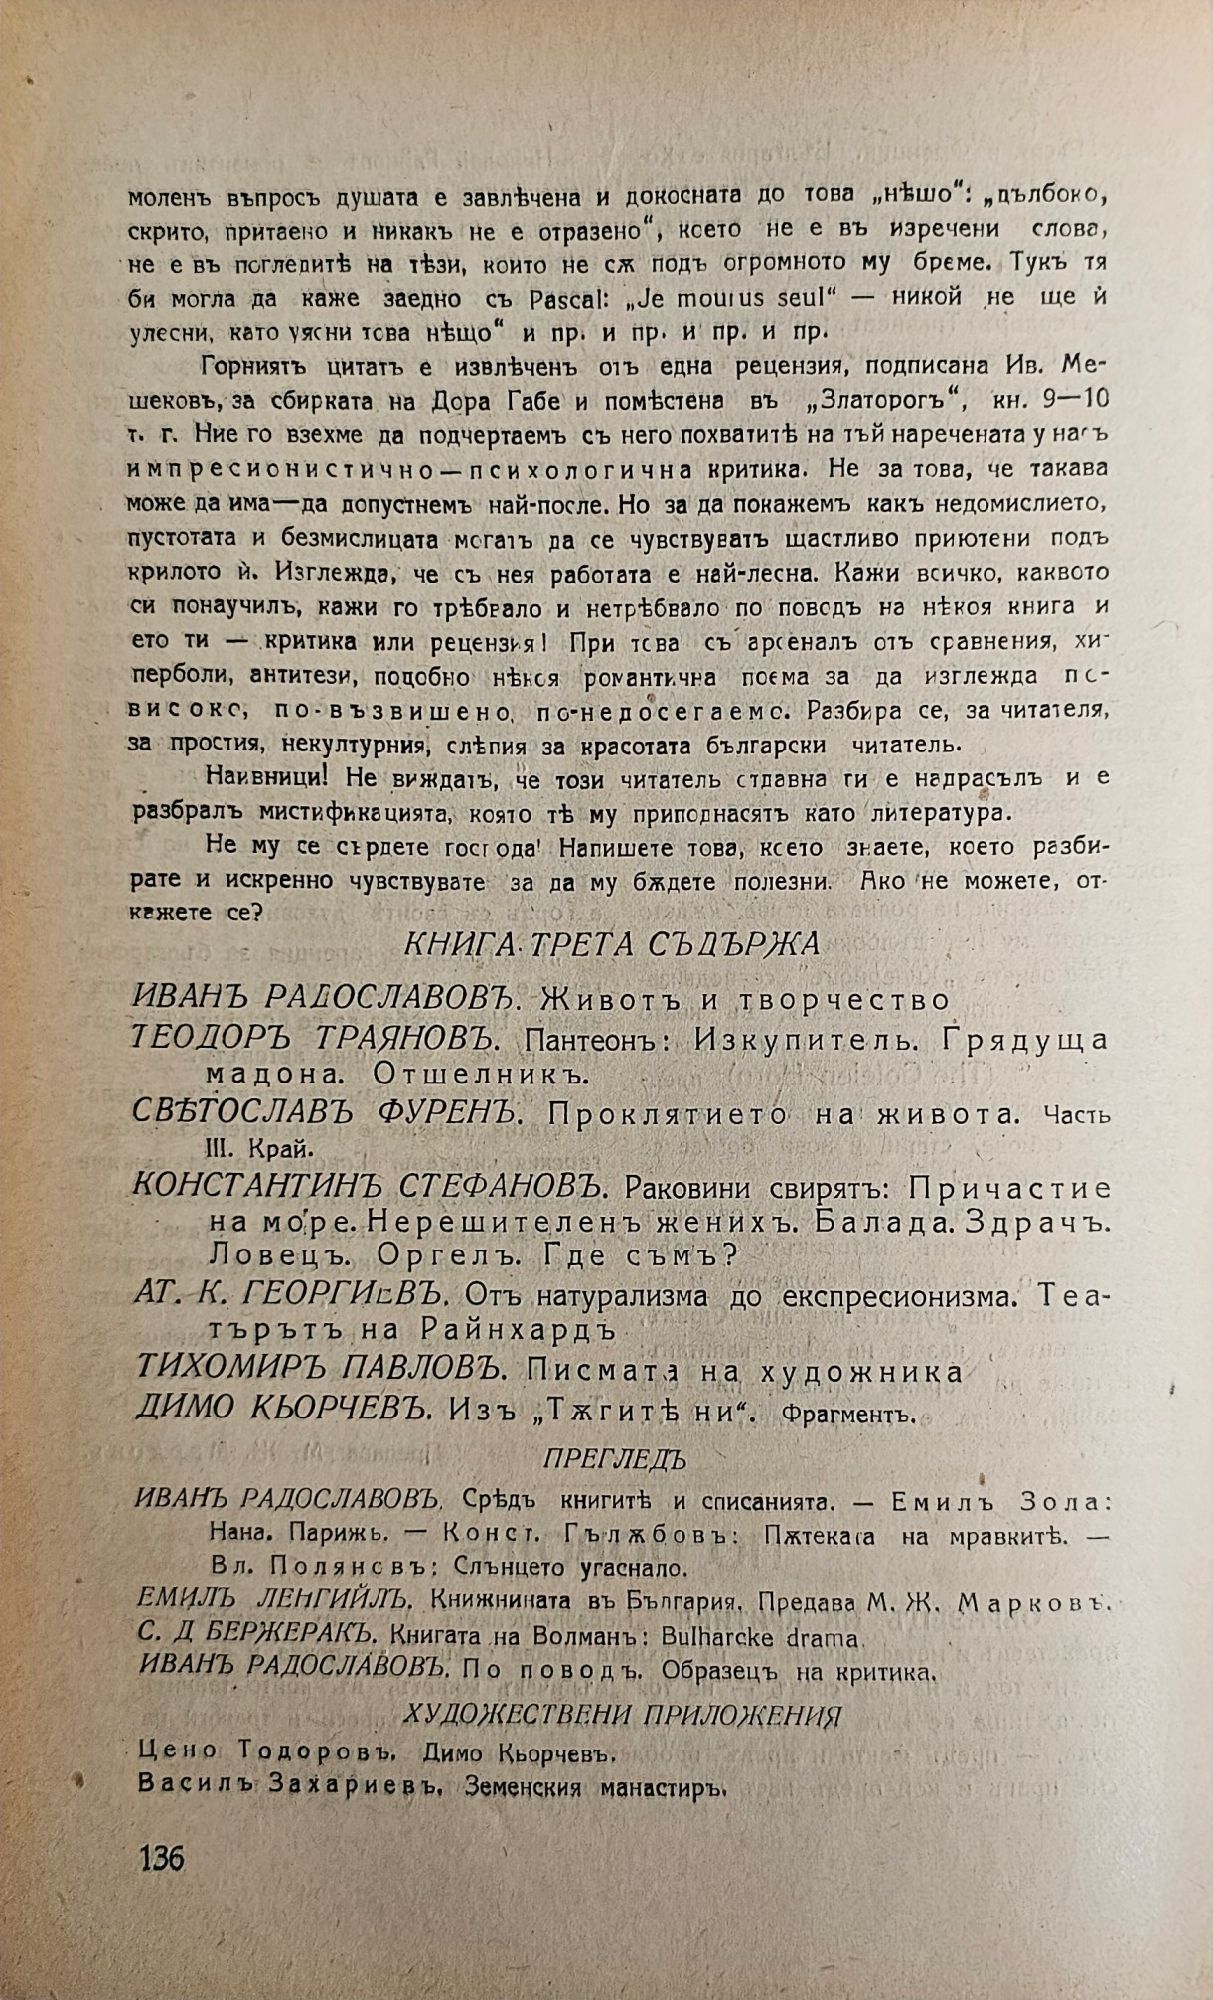 моленъ въпросъ душата е завлѣчена и докосната до това „нѣшо“: „дълбоко,
скрито, притаено и никакъ не е отразено“, което не е въ изречени слова,
не е въ погледитѣ на тѣзи, които не сѫ подъ огромното му бреме. Тукъ тя
би могла да каже заедно съ Pascal: „Je mourus seul“ — никой не ще ѝ
улесни, като уясни това нѣщо“ и пр. и пр. и пр. и пр.
Горниятъ цитатъ е извлѣченъ отъ една рецензия, подписана Ив. Ме-
шековъ, за сбирката на Дора Габе и помѣстена въ „Златорогъ“, кн. 9—10
т. г. Ние го взехме да подчертаемъ съ него похватитѣ на тъй наречената у насъ
импресионистично—психологична критика. Не за това, че такава
може да има—да допустнемъ най-после. Но за да покажемъ какъ недомислието,
пустотата и безмислицата могатъ да се чувствуватъ щастливо приютени подъ
крилото ѝ. Изглежда, че съ нея работата е най-лесна. Кажи всичко, каквото
си понаучилъ, кажи го трѣбвало и нетрѣбвало по поводъ на нѣкоя книга и
ето ти — критика или рецензия! При това съ арсеналъ отъ сравнения, хи-
перболи, антитези, подобно нѣкоя романтична поема за да изглежда по-
високо, по-възвишено, по-недосегаемо. Разбира се, за читателя,
за простия, некултурния, слѣпия за красотата български читатель.
Наивници! Не виждатъ, че този читатель отдавна ги е надрасълъ и е
разбралъ мистификацията, която тѣ му приподнасятъ като литература.
Не му се сърдете господа! Напишете това, което знаете, което разби-
рате и искренно чувствувате за да му бѫдете полезни. Ако не можете, от-
кажете се?
КНИГА ТРЕТА СЪДЪРЖА
ИВАНЪ РАДОСЛАВОВЪ. Животъ и творчество
ТЕОДОРЪ ТРАЯНОВЪ. Пантеонъ: Изкупитель. Грядуща
мадона. Отшелникъ.
СВѢТОСЛАВЪ ФУРЕНЪ. Проклятието на живота. Часть
III. Край.
КОНСТАНТИНЪ СТЕФАНОВЪ. Раковини свирятъ: Причастие
на море. Нерешителенъ женихъ. Балада. Здрачъ.
Ловецъ. Оргелъ. Где съмъ?
АТ. К. ГЕОРГИЕВЪ. Отъ натурализма до експресионизма. Теа-
търътъ на Райнхардъ
ТИХОМИРЪ ПАВЛОВЪ. Писмата на художника
ДИМО КЬОРЧЕВЪ. Изъ „Тѫгитѣ ни“. Фрагментъ.
ПРЕГЛЕДЪ
ИВАНЪ РАДОСЛАВОВЪ. Срѣдъ книгитѣ и списанията. — Емилъ Зола:
Нана. Парижь. — Конст. Гълѫбовъ: Пѫтеката на мравкитѣ. —
Вл. Поляновъ: Слънцето угаснало.
ЕМИЛЪ ЛЕНГИЙЛЪ. Книжнината въ България. Предава М. Ж. Марковъ.
С. Д БЕРЖЕРАКЪ. Книгата на Волманъ: Bulharcke drama.
ИВАНЪ РАДОСЛАВОВЪ. По поводъ. Образецъ на критика.
ХУДОЖЕСТВЕНИ ПРИЛОЖЕНИЯ
Цено Тодоровъ. Димо Кьорчевъ.
Василъ Захариевъ. Земенския манастиръ.
136